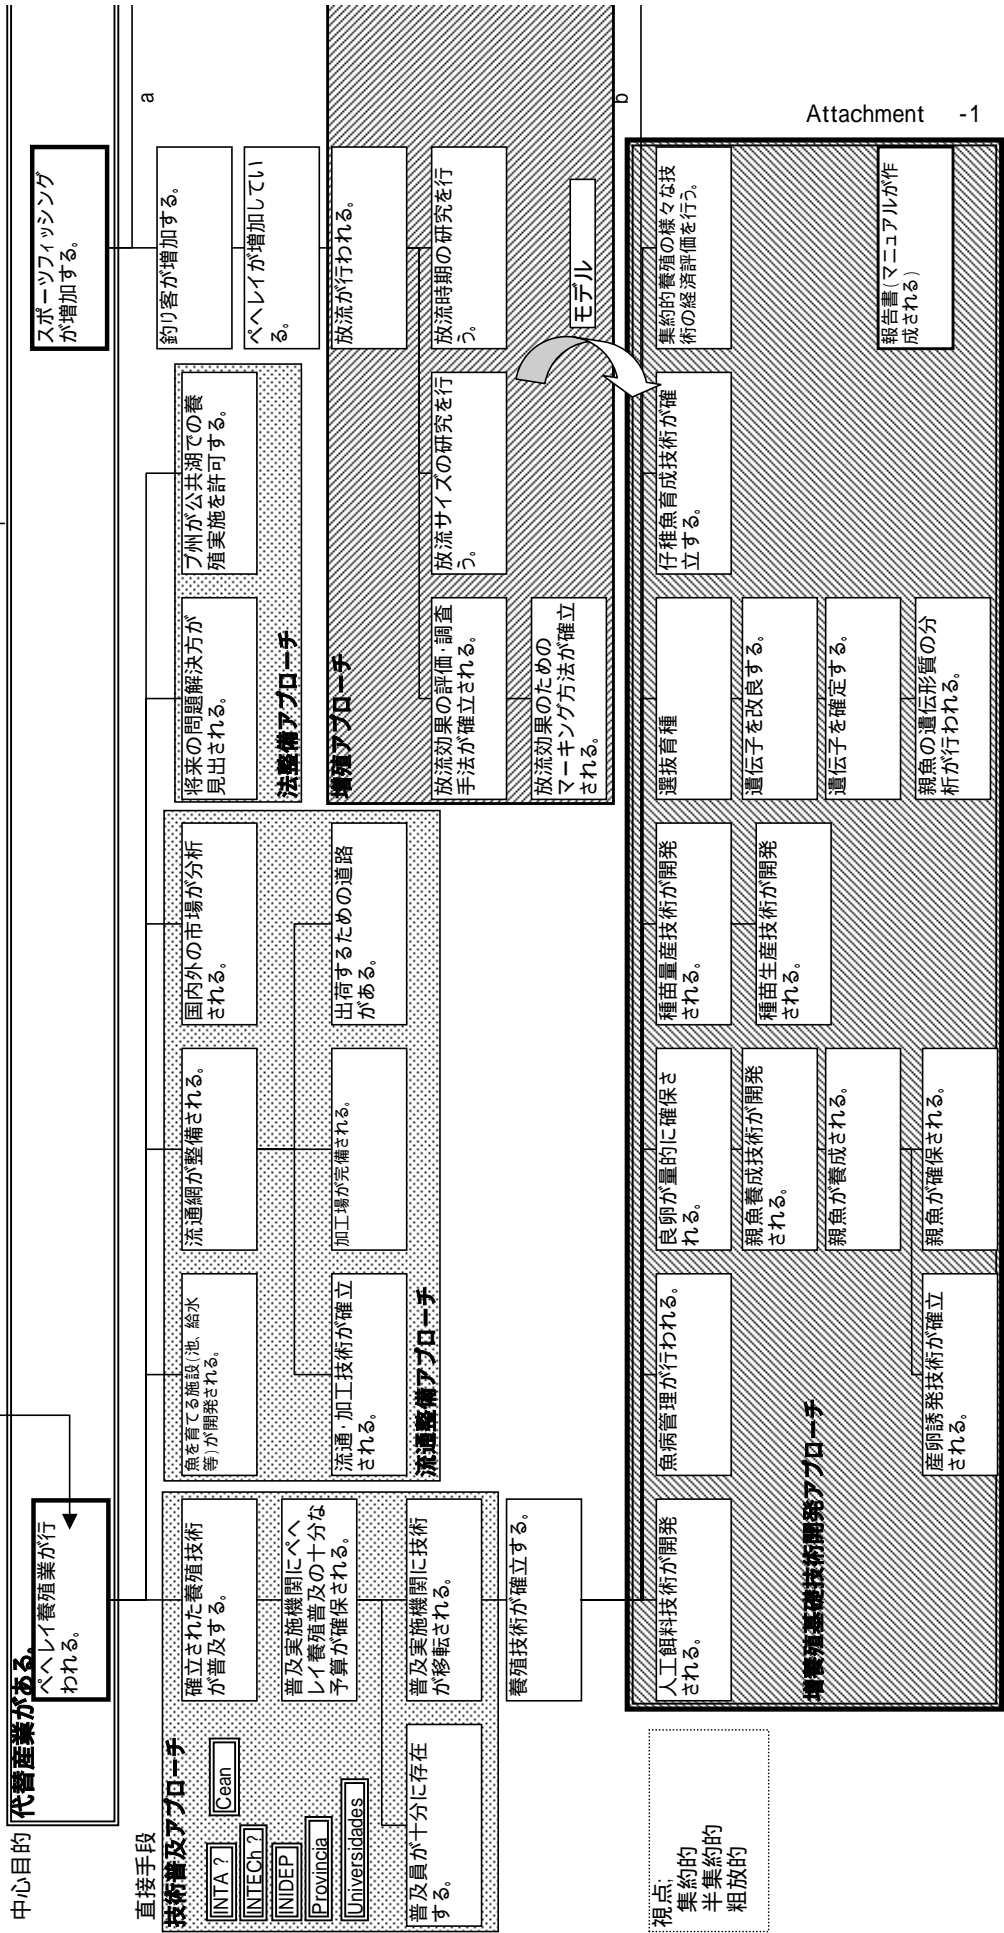 中心目的
代替産業がある。
ペヘレイ養殖業が行
われる。
スポーツフィッシング
が増加する。
直接手段
a
技術普及アプローチ
INTA ?
INTECh ?
INIDEP
Provincia
Universidades
Cean
確立された養殖技術
が普及する。
普及実施機関にペヘ
レイ養殖普及の十分な
予算が確保される。
普及員が十分に存在
する。
普及実施機関に技術
が移転される。
養殖技術が確立する。
魚を育てる施設(池、給水
等)が開発される。
流通網が整備される。
国内外の市場が分析
される。
流通・加工技術が確立
される。
加工場が完備される。
出荷するための道路
がある。
流通整備アプローチ
将来の問題解決方が
見出される。
ブ州が公共湖での養
殖実施を許可する。
法整備アプローチ
釣り客が増加する。
ペヘレイが増加してい
る。
増殖アプローチ
放流が行われる。
放流効果の評価・調査
手法が確立される。
放流サイズの研究を行
う。
放流時期の研究を行
う。
放流効果のための
マーキング方法が確立
される。
モデル
b
視点;
集約的
半集約的
粗放的
人工餌料技術が開発
される。
魚病管理が行われる。
良卵が量的に確保さ
れる。
種苗量産技術が開発
される。
選抜育種
仔稚魚育成技術が確
立する。
集約的養殖の様々な技
術の経済評価を行う。
親魚養成技術が開発
される。
種苗生産技術が開発
される。
遺伝子を改良する。
親魚が養成される。
遺伝子を確定する。
産卵誘発技術が確立
される。
親魚が確保される。
親魚の遺伝形質の分
析が行われる。
報告書(マニュアルが作
成される)
増養殖基礎技術開発アプローチ
Attachment -1